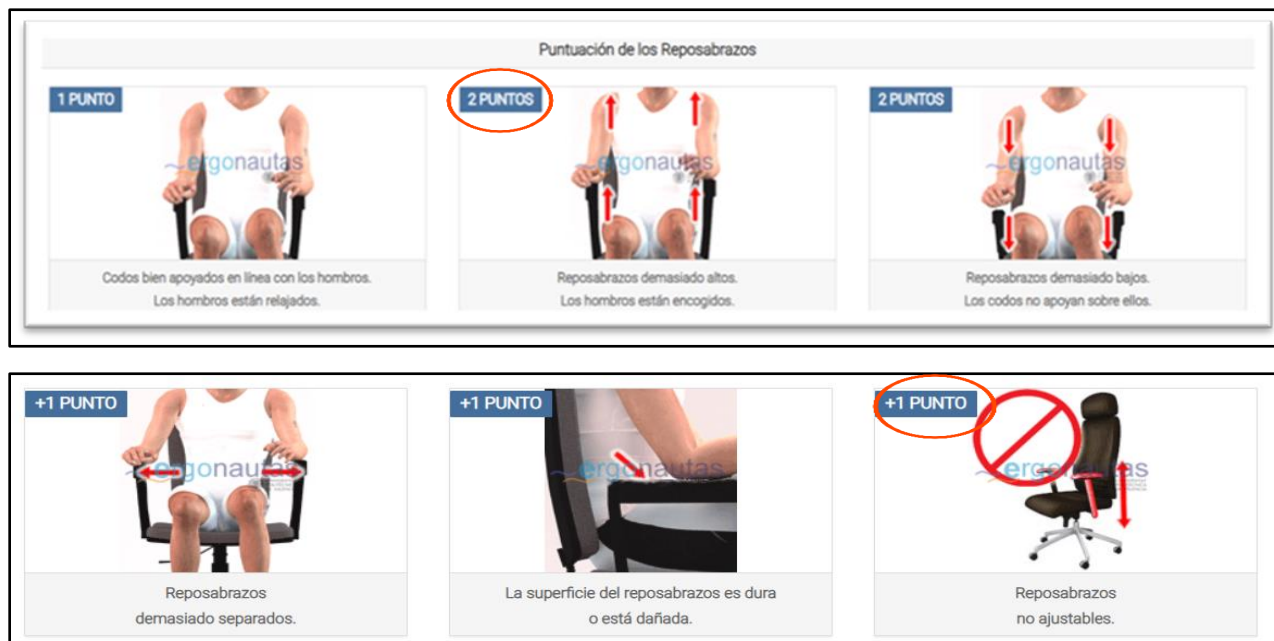 Puntuación de los Reposabrazos
1 PUNTO
ergonautas
Codos bien apoyados en línea con los hombros.
Los hombros están relajados.
2 PUNTOS
ergonautas
Reposabrazos demasiado altos.
Los hombros están encogidos.
2 PUNTOS
ergonautas
Reposabrazos demasiado bajos.
Los codos no apoyan sobre ellos.
+1 PUNTO
ergonautas
Reposabrazos
demasiado separados.
+1 PUNTO
ergonautas
La superficie del reposabrazos es dura
o está dañada.
+1 PUNTO
ergonautas
Reposabrazos
no ajustables.